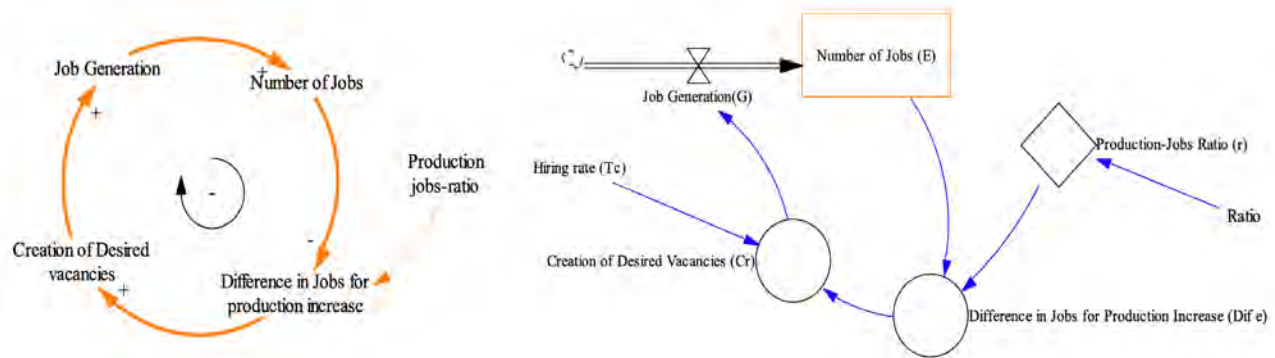 Job Generation
+
Number of Jobs
+
-
Production
jobs-ratio
-
Creation of Desired
vacancies
+
Difference in Jobs for
production increase
Number of Jobs (E)
Job Generation(G)
Production-Jobs Ratio (r)
Hiring rate (Tc)
Ratio
Creation of Desired Vacancies (Cr)
Difference in Jobs for Production Increase (Dif e)